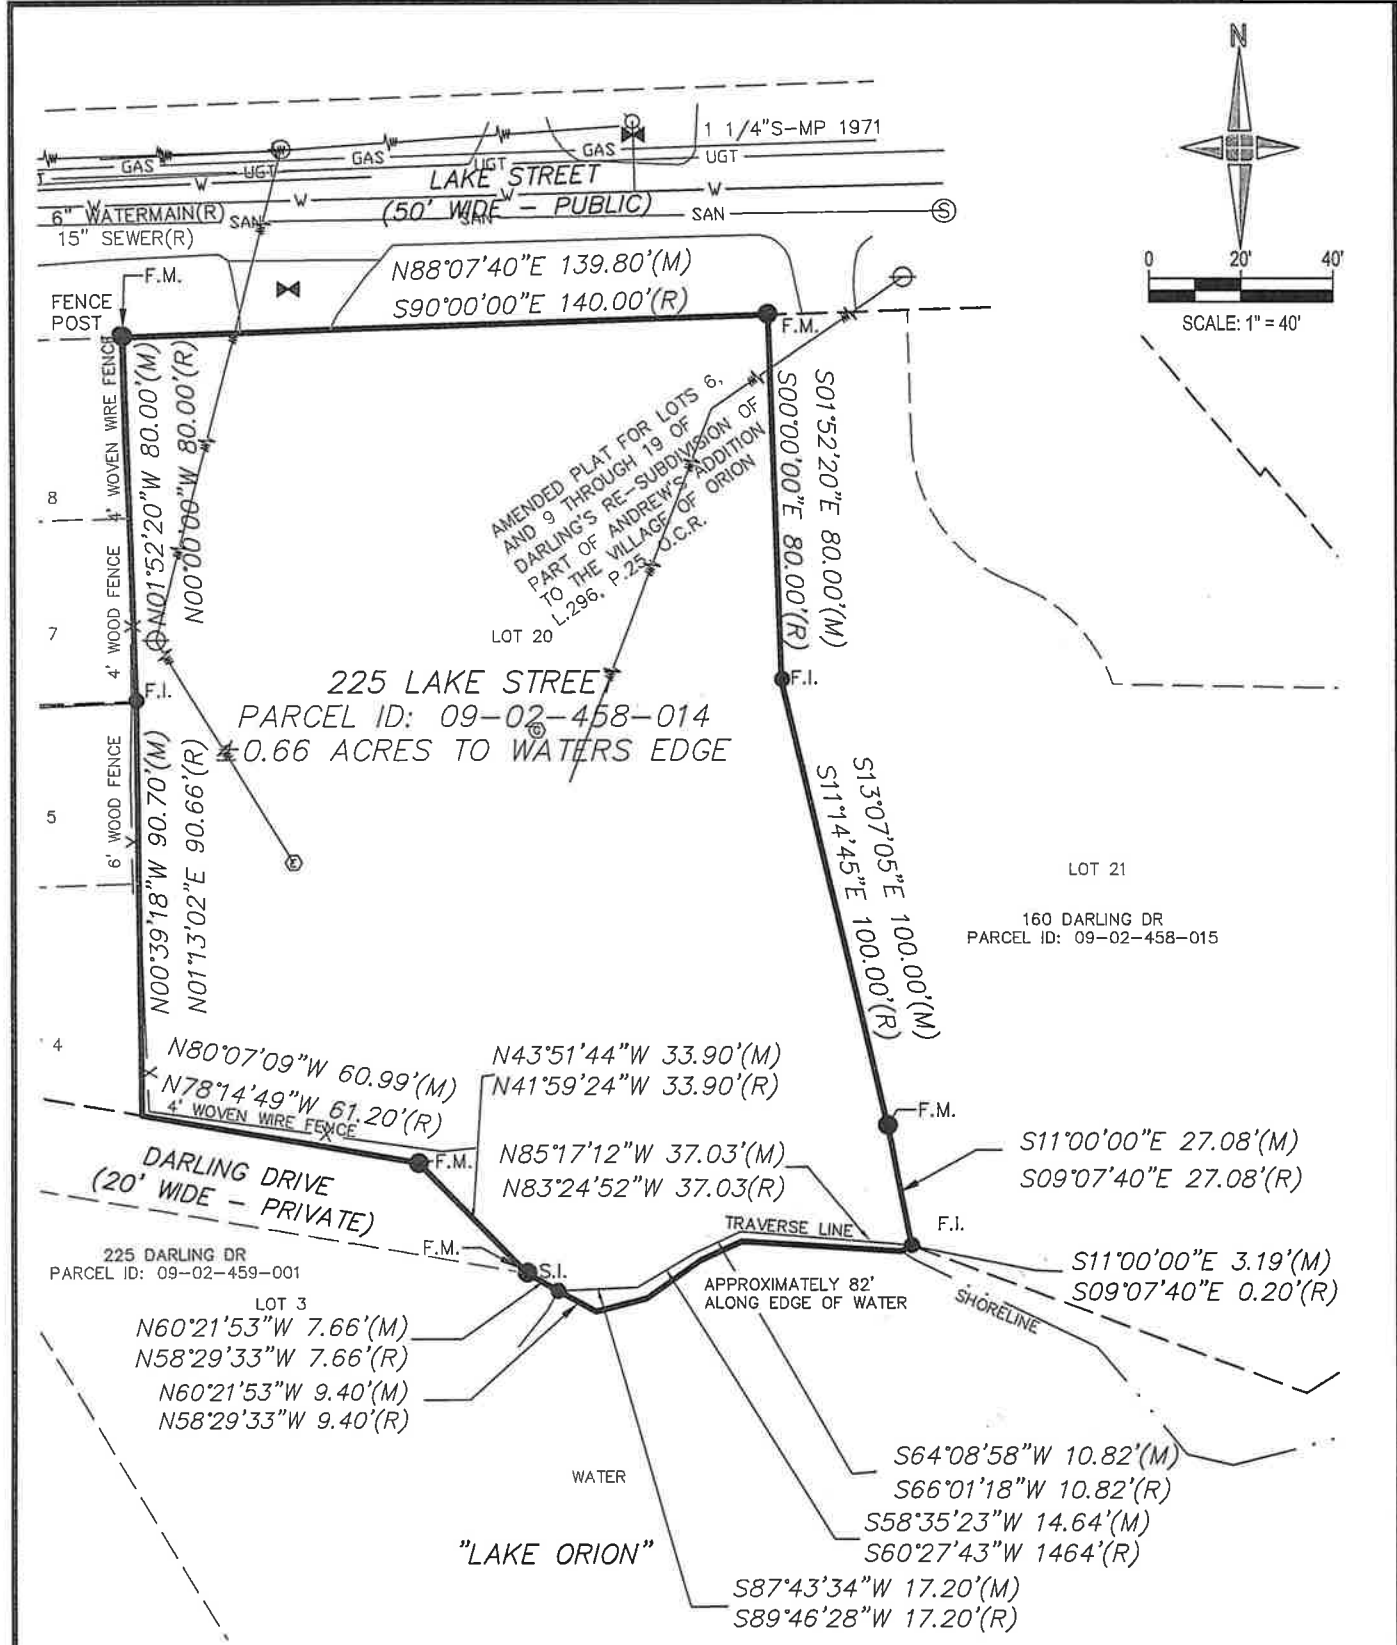 N
1 1/4"S-MP 1971
GAS
GAS
GAS
UGT
UGT
UGT
W
W
W
W
W
LAKE STREET
(50' WIDE - PUBLIC)
6" WATERMAIN(R)
15" SEWER(R)
SAN
SAN
SAN
S
0 20' 40'
SCALE: 1" = 40'
F.M.
FENCE
POST
N88°07'40"E 139.80'(M)
S90°00'00"E 140.00'(R)
F.M.
4' WOVEN WIRE FENCE
N01°52'20"W 80.00'(M)
N00°00'00"W 80.00'(R)
AMENDED PLAT FOR LOTS 6,
AND 9 THROUGH 19 OF
DARLING'S RE-SUBDIVISION OF
PART OF ANDREW'S ADDITION
TO THE VILLAGE OF ORION
L.296, P.25, O.C.R.
S01°52'20"E 80.00'(M)
S00°00'00"E 80.00'(R)
8
7
4' WOOD FENCE
F.I.
F.I.
LOT 20
225 LAKE STREET
PARCEL ID: 09-02-458-014
±0.66 ACRES TO WATERS EDGE
G
E
5
6' WOOD FENCE
N00°39'18"W 90.70'(M)
N01°13'02"E 90.66'(R)
S13°07'05"E 100.00'(M)
S11°14'45"E 100.00'(R)
LOT 21
160 DARLING DR
PARCEL ID: 09-02-458-015
4
N80°07'09"W 60.99'(M)
N78°14'49"W 61.20'(R)
4' WOVEN WIRE FENCE
N43°51'44"W 33.90'(M)
N41°59'24"W 33.90'(R)
F.M.
S11°00'00"E 27.08'(M)
S09°07'40"E 27.08'(R)
DARLING DRIVE
(20' WIDE - PRIVATE)
F.M.
N85°17'12"W 37.03'(M)
N83°24'52"W 37.03(R)
TRAVERSE LINE
F.I.
F.M.
S.I.
225 DARLING DR
PARCEL ID: 09-02-459-001
LOT 3
APPROXIMATELY 82'
ALONG EDGE OF WATER
SHORELINE
S11°00'00"E 3.19'(M)
S09°07'40"E 0.20'(R)
N60°21'53"W 7.66'(M)
N58°29'33"W 7.66'(R)
N60°21'53"W 9.40'(M)
N58°29'33"W 9.40'(R)
WATER
S64°08'58"W 10.82'(M)
S66°01'18"W 10.82'(R)
S58°35'23"W 14.64'(M)
S60°27'43"W 1464'(R)
"LAKE ORION"
S87°43'34"W 17.20'(M)
S89°46'28"W 17.20'(R)